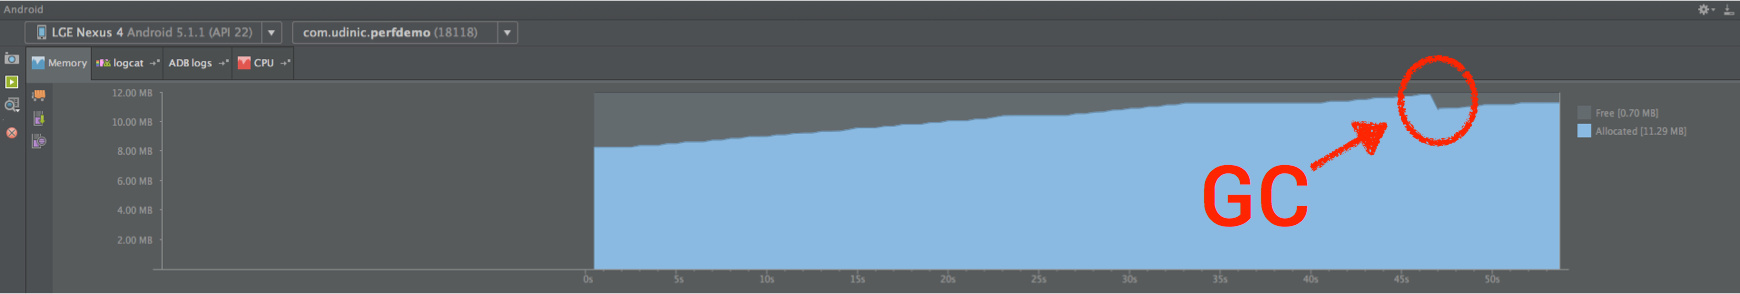 Android
LGE Nexus 4 Android 5.1.1 (API 22) com.udinic.perfdemo (18118)
Memory logcat ADB logs CPU
12.00 MB
10.00 MB
8.00 MB
6.00 MB
4.00 MB
2.00 MB
Free [0.70 MB]
Allocated [11.29 MB]
GC
0s 5s 10s 15s 20s 25s 30s 35s 40s 45s 50s